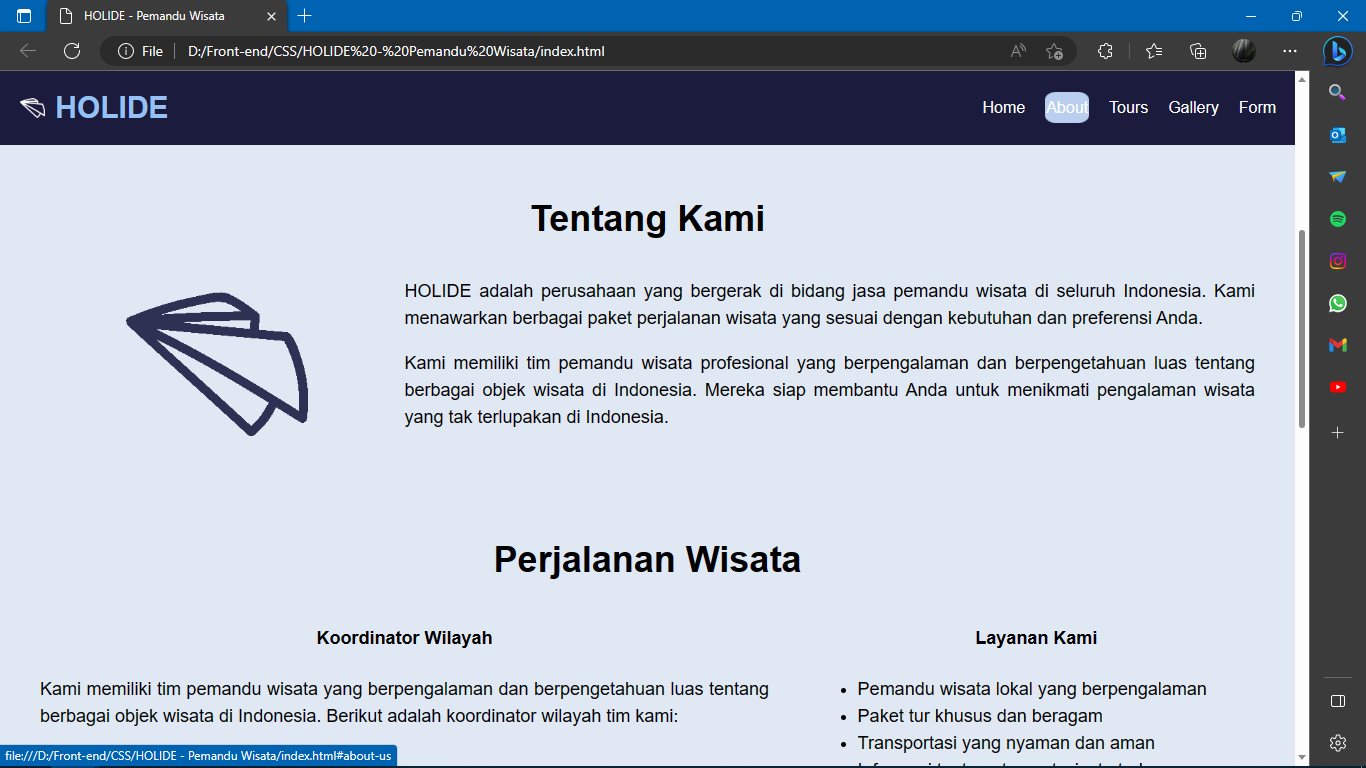 HOLIDE - Pemandu Wisata
File
D:/Front-end/CSS/HOLIDE%20-%20Pemandu%20Wisata/index.html
HOLIDE
Home About Tours Gallery Form
Tentang Kami
HOLIDE adalah perusahaan yang bergerak di bidang jasa pemandu wisata di seluruh Indonesia. Kami
menawarkan berbagai paket perjalanan wisata yang sesuai dengan kebutuhan dan preferensi Anda.
Kami memiliki tim pemandu wisata profesional yang berpengalaman dan berpengetahuan luas tentang
berbagai objek wisata di Indonesia. Mereka siap membantu Anda untuk menikmati pengalaman wisata
yang tak terlupakan di Indonesia.
Perjalanan Wisata
Koordinator Wilayah
Kami memiliki tim pemandu wisata yang berpengalaman dan berpengetahuan luas tentang
berbagai objek wisata di Indonesia. Berikut adalah koordinator wilayah tim kami:
Layanan Kami
• Pemandu wisata lokal yang berpengalaman
• Paket tur khusus dan beragam
• Transportasi yang nyaman dan aman
file:///D:/Front-end/CSS/HOLIDE - Pemandu Wisata/index.html#about-us